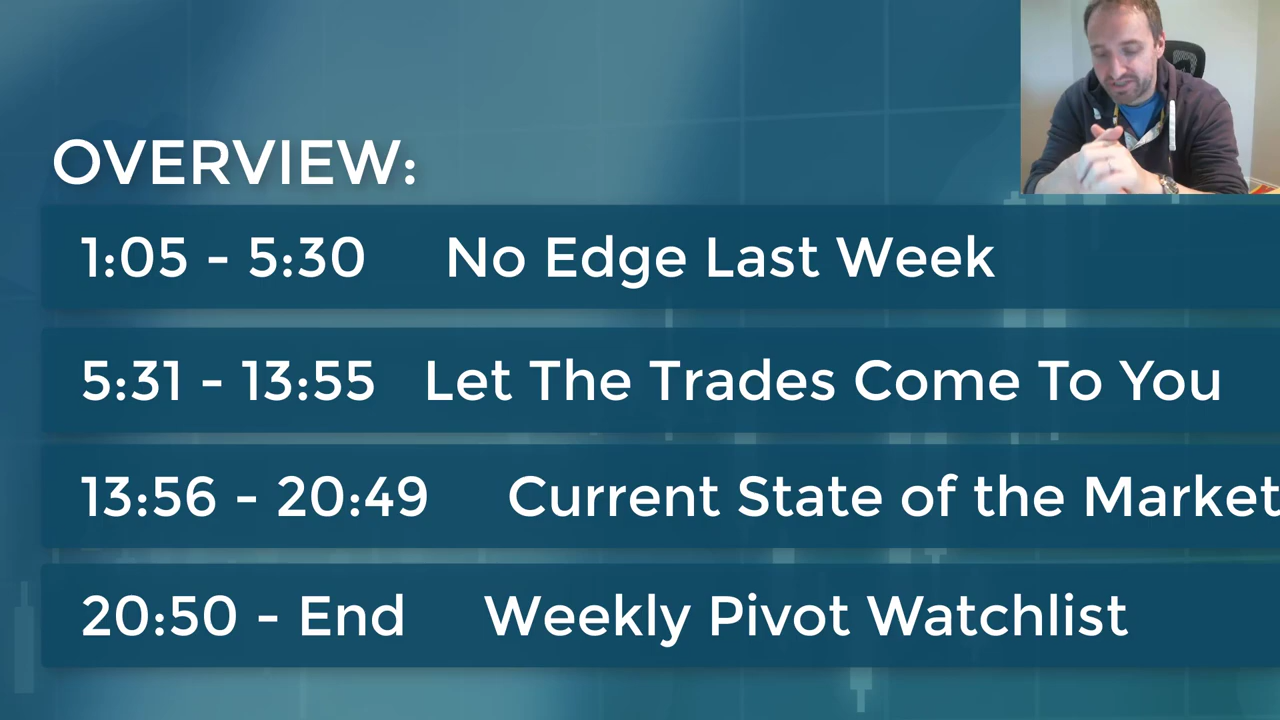 OVERVIEW:
1:05 - 5:30 No Edge Last Week
5:31 - 13:55 Let The Trades Come To You
13:56 - 20:49 Current State of the Market
20:50 - End Weekly Pivot Watchlist